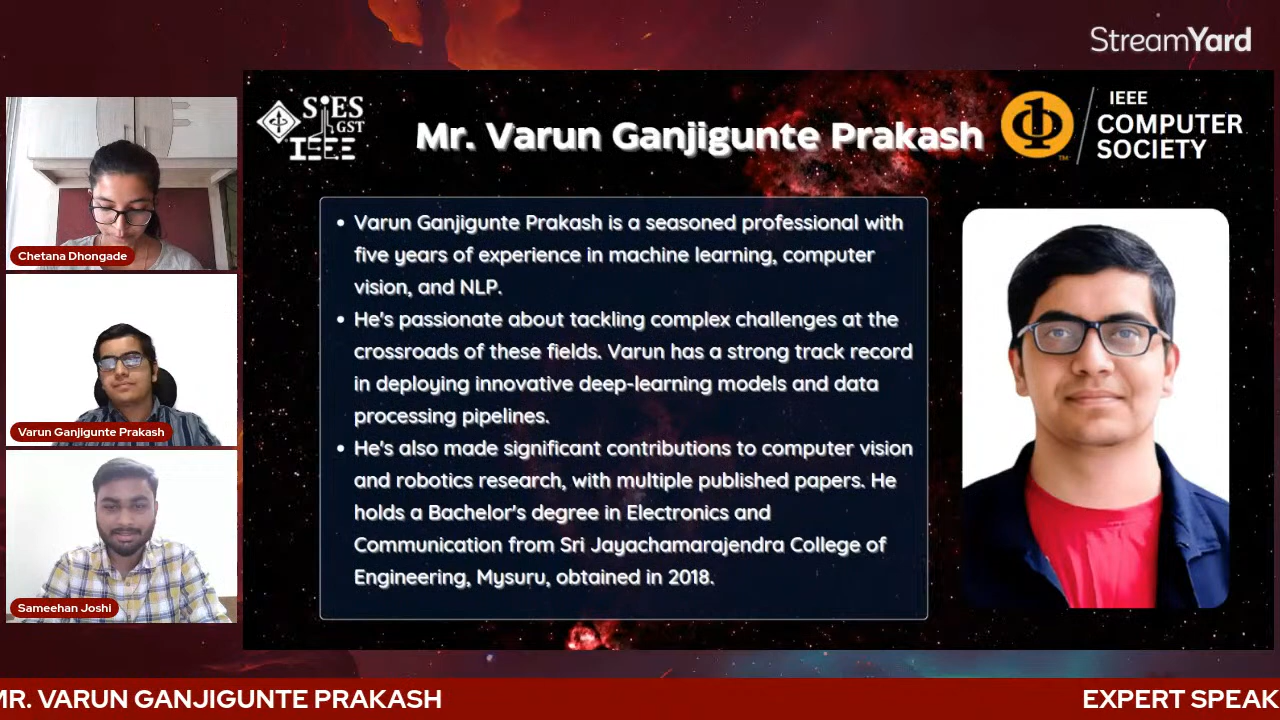 StreamYard
SiES
GST
IEEE
Mr. Varun Ganjigunte Prakash
IEEE
COMPUTER
SOCIETY
TM
• Varun Ganjigunte Prakash is a seasoned professional with
five years of experience in machine learning, computer
vision, and NLP.
• He's passionate about tackling complex challenges at the
crossroads of these fields. Varun has a strong track record
in deploying innovative deep-learning models and data
processing pipelines.
• He's also made significant contributions to computer vision
and robotics research, with multiple published papers. He
holds a Bachelor's degree in Electronics and
Communication from Sri Jayachamarajendra College of
Engineering, Mysuru, obtained in 2018.
Chetana Dhongade
Varun Ganjigunte Prakash
Sameehan Joshi
MR. VARUN GANJIGUNTE PRAKASH
EXPERT SPEAK